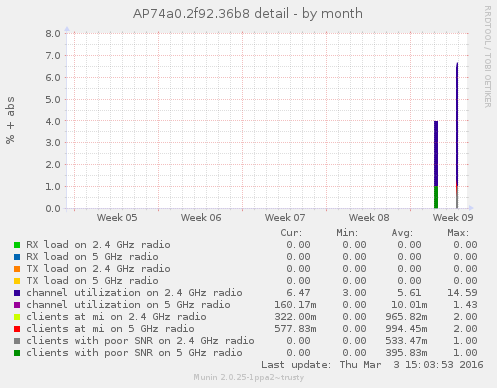 AP74a0.2f92.36b8 detail - by month
RRDTOOL / TOBI OETIKER
% + abs
8.0
7.0
6.0
5.0
4.0
3.0
2.0
1.0
0.0
Week 05 Week 06 Week 07 Week 08 Week 09
Cur: Min: Avg: Max:
RX load on 2.4 GHz radio 0.00 0.00 0.00 0.00
RX load on 5 GHz radio 0.00 0.00 0.00 0.00
TX load on 2.4 GHz radio 0.00 0.00 0.00 0.00
TX load on 5 GHz radio 0.00 0.00 0.00 0.00
channel utilization on 2.4 GHz radio 6.47 3.00 5.61 14.59
channel utilization on 5 GHz radio 160.17m 0.00 10.01m 1.43
clients at mi on 2.4 GHz radio 322.00m 0.00 965.82m 2.00
clients at mi on 5 GHz radio 577.83m 0.00 994.45m 2.00
clients with poor SNR on 2.4 GHz radio 0.00 0.00 533.47m 1.00
clients with poor SNR on 5 GHz radio 0.00 0.00 395.83m 1.00
Last update: Thu Mar 3 15:03:53 2016
Munin 2.0.25-1ppa2~trusty